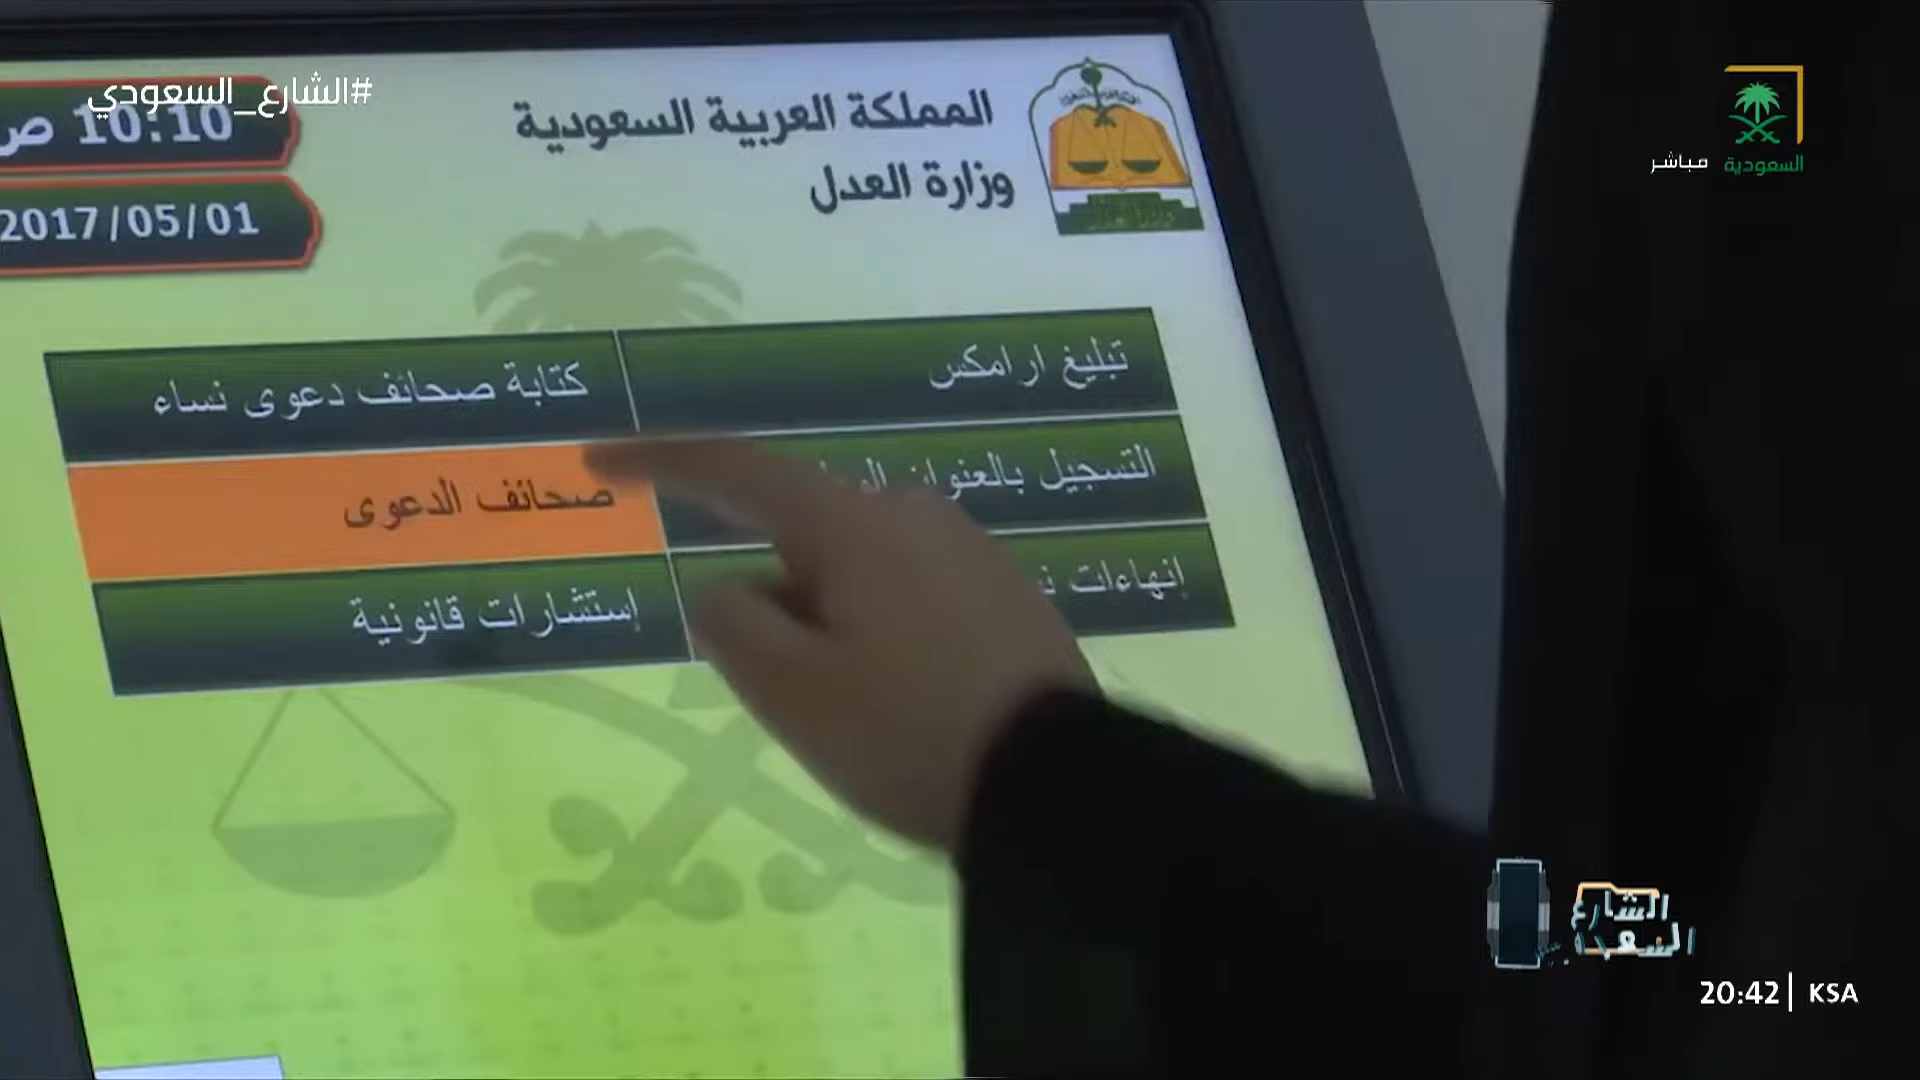 #الشارع_السعودي
10:10 ص
2017/05/01
المملكة العربية السعودية
وزارة العدل
السعودية
مباشر
تبليغ ارامكس
كتابة صحائف دعوى نساء
التسجيل بالعنوان
صحائف الدعوى
إنهاءات
إستشارات قانونية
الشارع
السعودي
20:42 | KSA